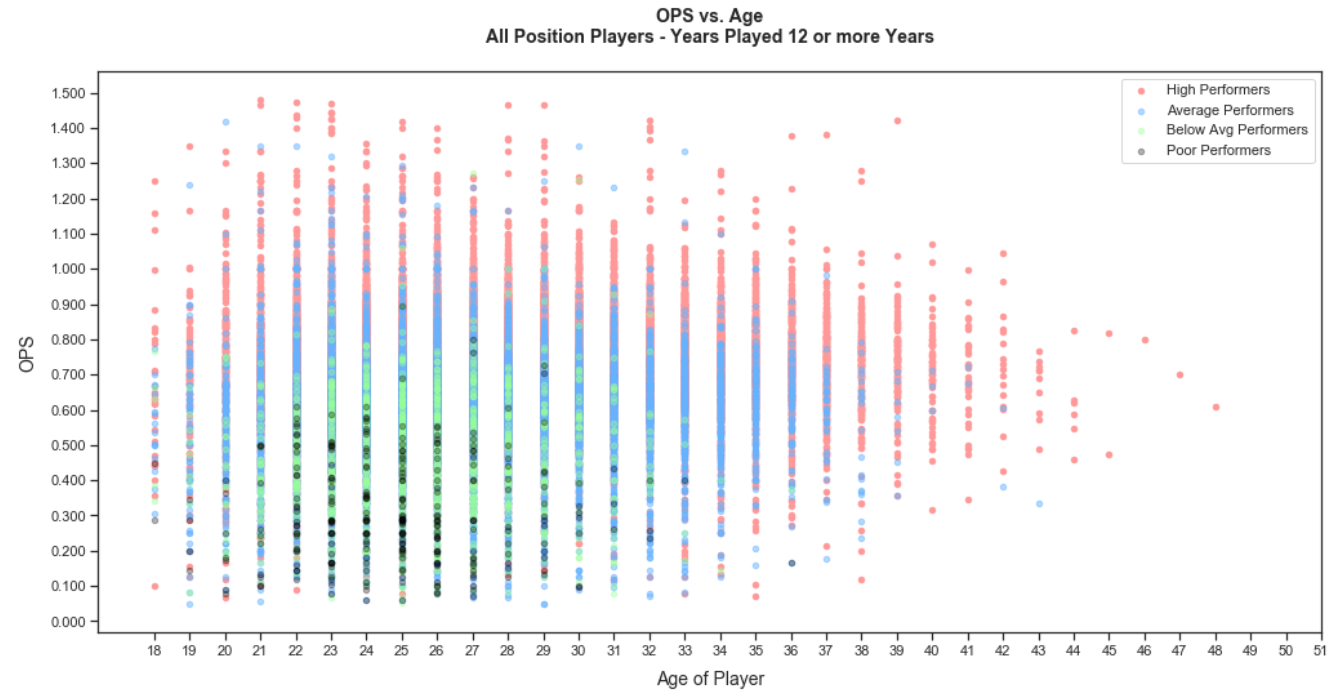 OPS vs. Age
All Position Players - Years Played 12 or more Years
High Performers
Average Performers
Below Avg Performers
Poor Performers
1.500
1.400
1.300
1.200
1.100
1.000
0.900
0.800
0.700
0.600
0.500
0.400
0.300
0.200
0.100
0.000
OPS
18 19 20 21 22 23 24 25 26 27 28 29 30 31 32 33 34 35 36 37 38 39 40 41 42 43 44 45 46 47 48 49 50 51
Age of Player